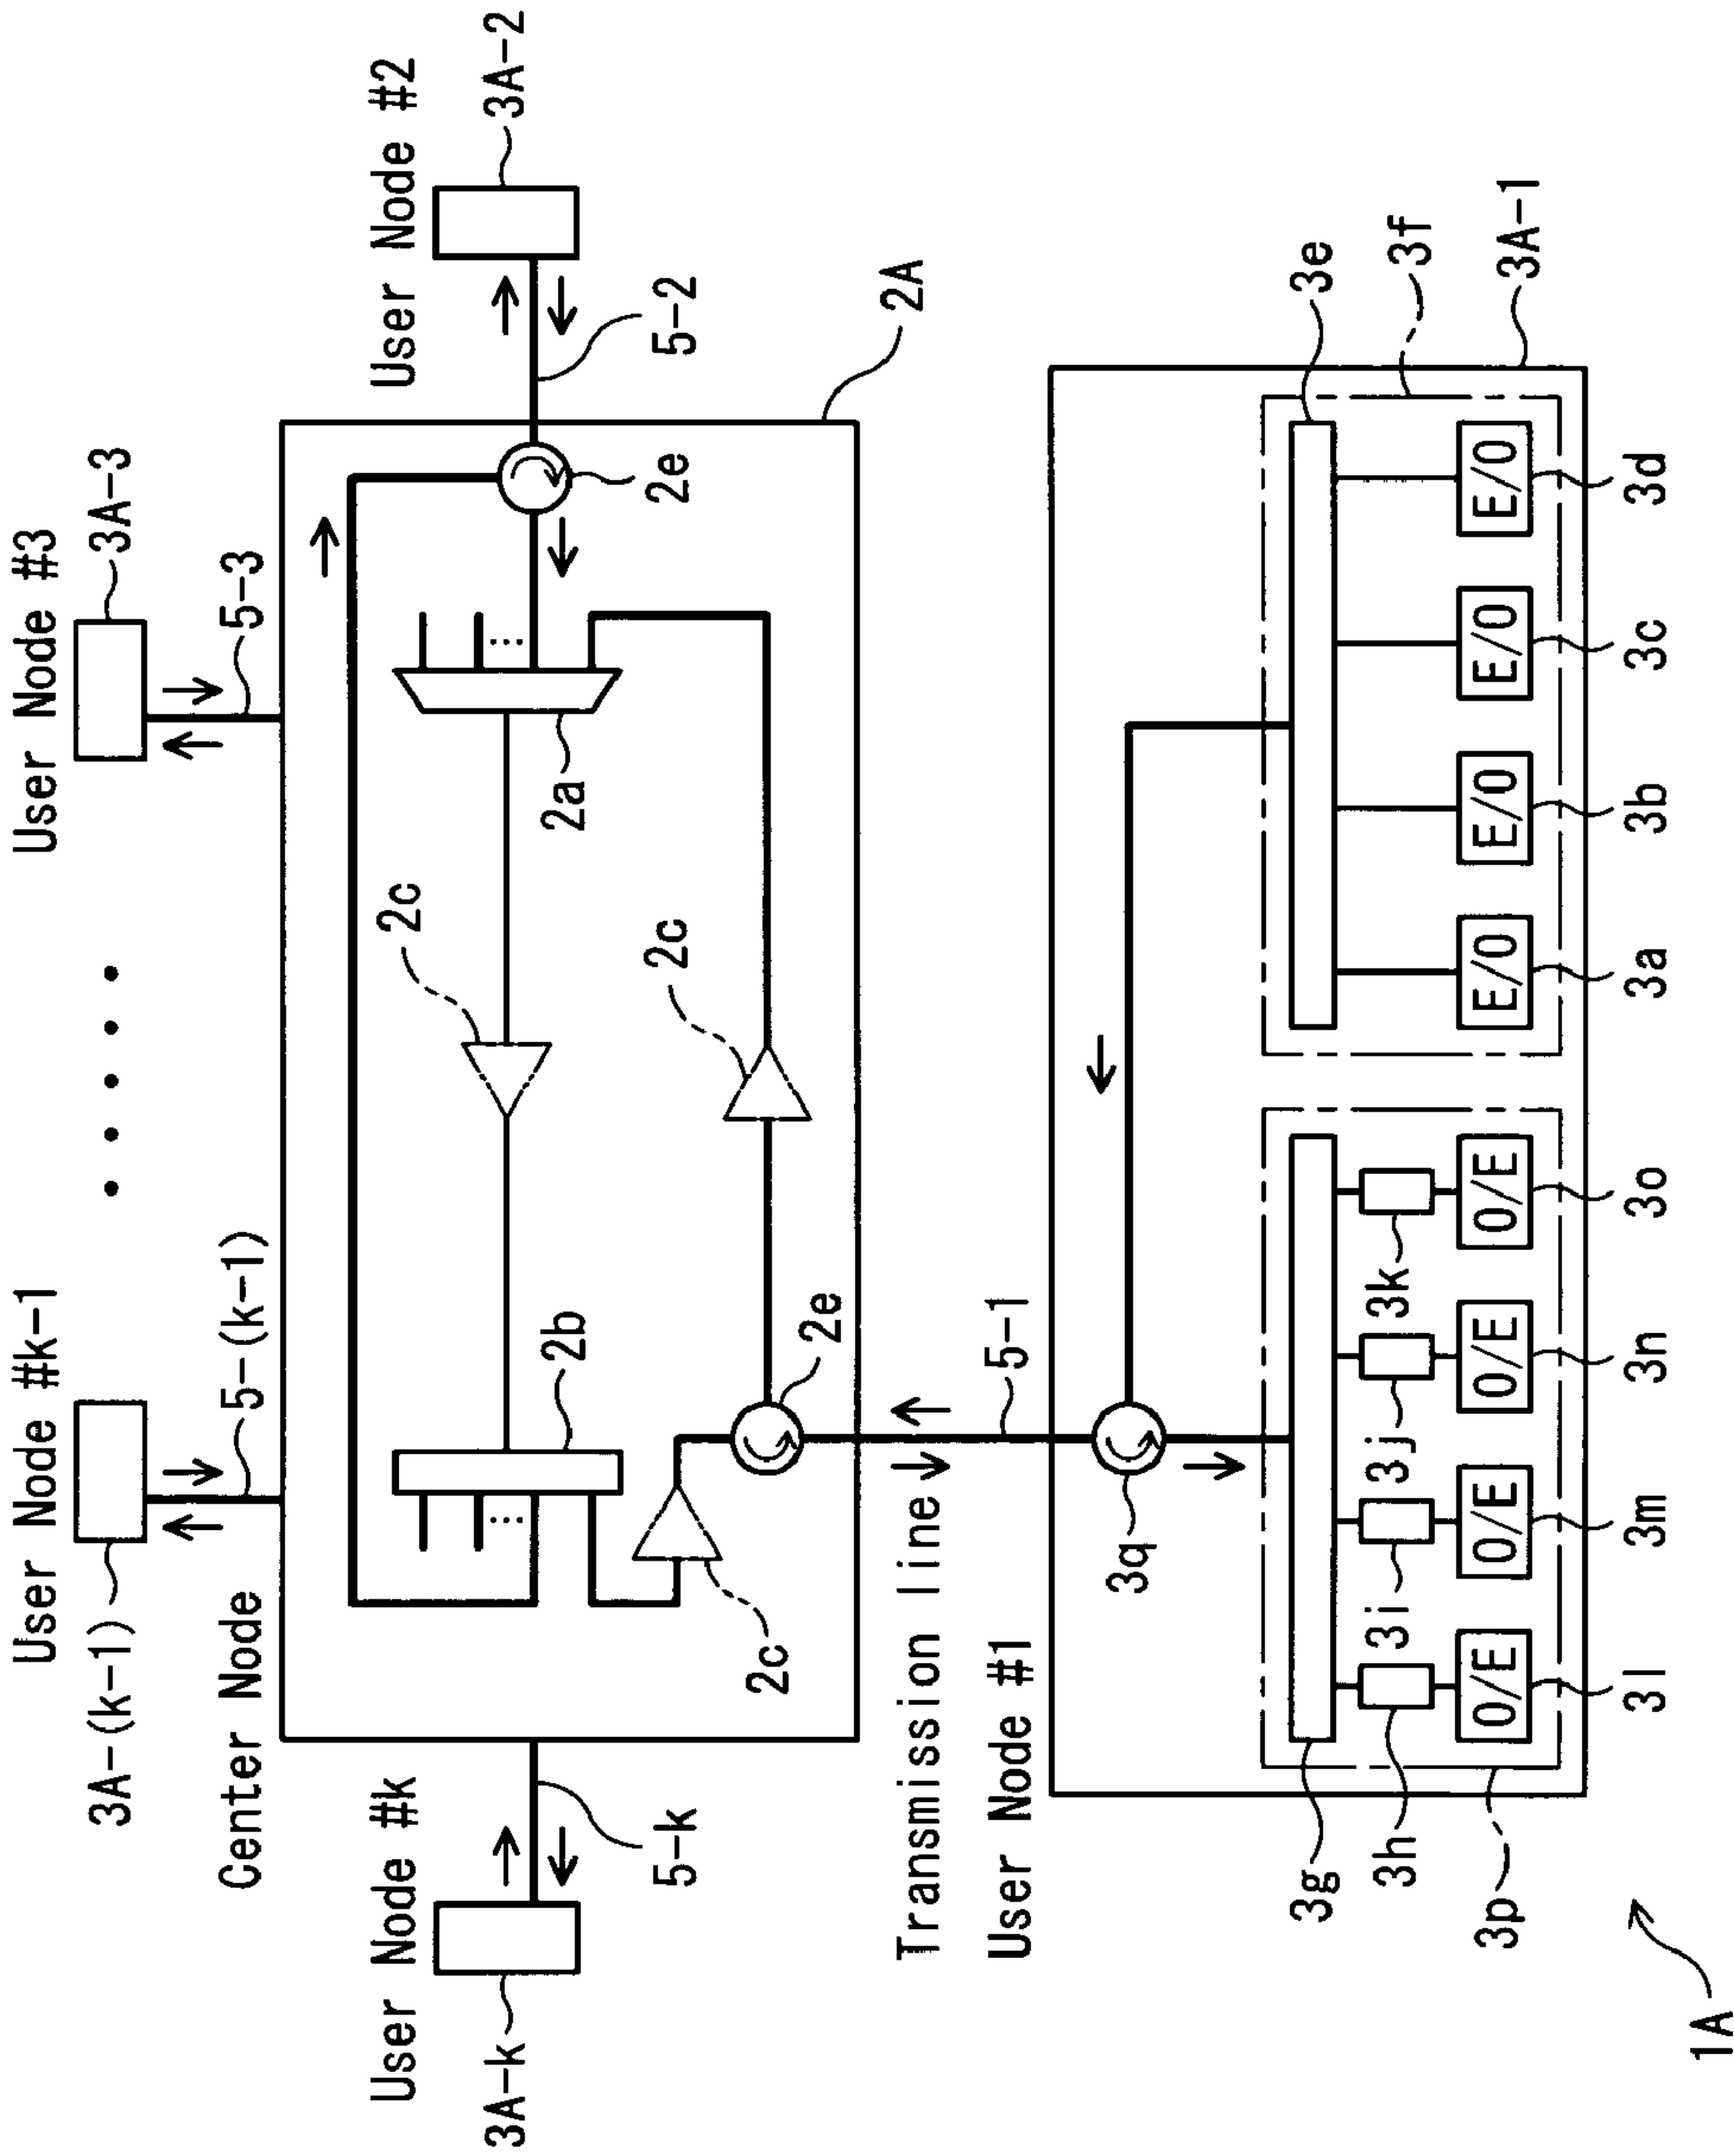 User Node #k-1
User Node #3
3A-(k-1)
3A-3
5-(k-1)
5-3
Center Node
User Node #k
User Node #2
3A-k
3A-2
5-k
5-2
2c
2b
2a
2e
2c
2c
2e
2A
Transmission line
5-1
User Node #1
3q
3g
3e
3h
3i
3j
3k
3f
3p
O/E
O/E
O/E
O/E
E/O
E/O
E/O
E/O
3A-1
3l
3m
3n
3o
3a
3b
3c
3d
1A